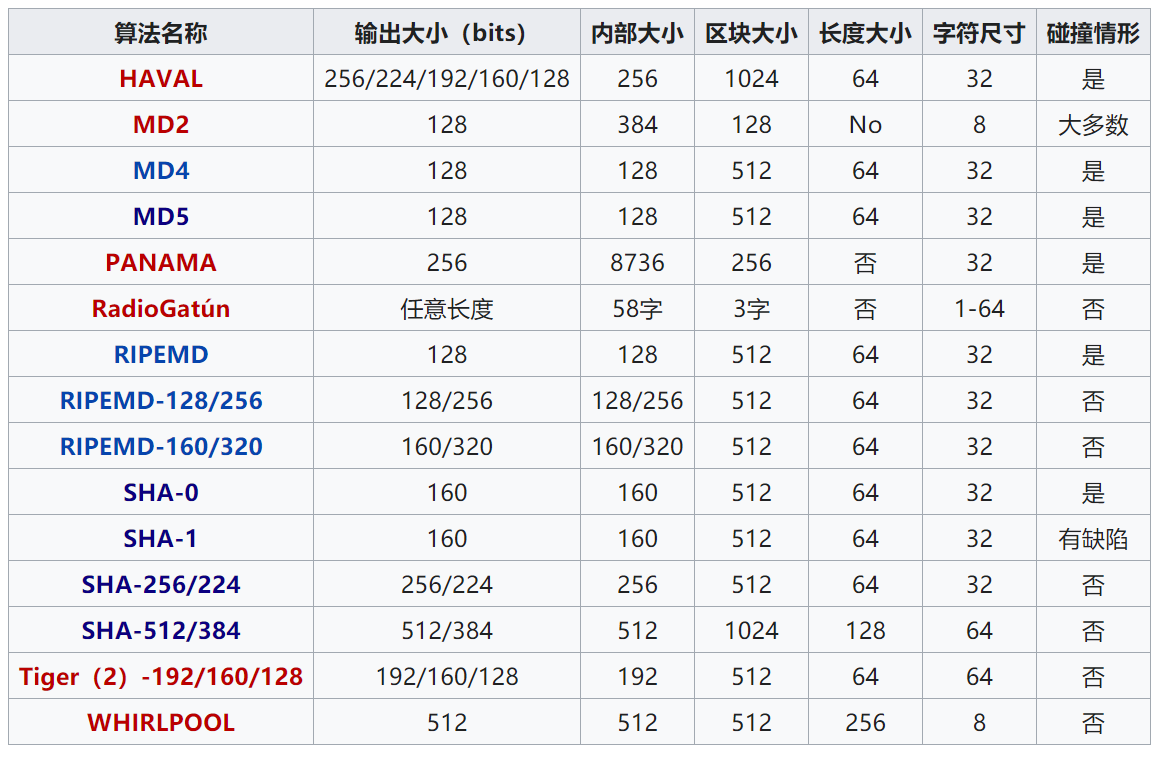 算法名称 输出大小（bits） 内部大小 区块大小 长度大小 字符尺寸 碰撞情形
HAVAL 256/224/192/160/128 256 1024 64 32 是
MD2 128 384 128 No 8 大多数
MD4 128 128 512 64 32 是
MD5 128 128 512 64 32 是
PANAMA 256 8736 256 否 32 是
RadioGatún 任意长度 58字 3字 否 1-64 否
RIPEMD 128 128 512 64 32 是
RIPEMD-128/256 128/256 128/256 512 64 32 否
RIPEMD-160/320 160/320 160/320 512 64 32 否
SHA-0 160 160 512 64 32 是
SHA-1 160 160 512 64 32 有缺陷
SHA-256/224 256/224 256 512 64 32 否
SHA-512/384 512/384 512 1024 128 64 否
Tiger（2）-192/160/128 192/160/128 192 512 64 64 否
WHIRLPOOL 512 512 512 256 8 否